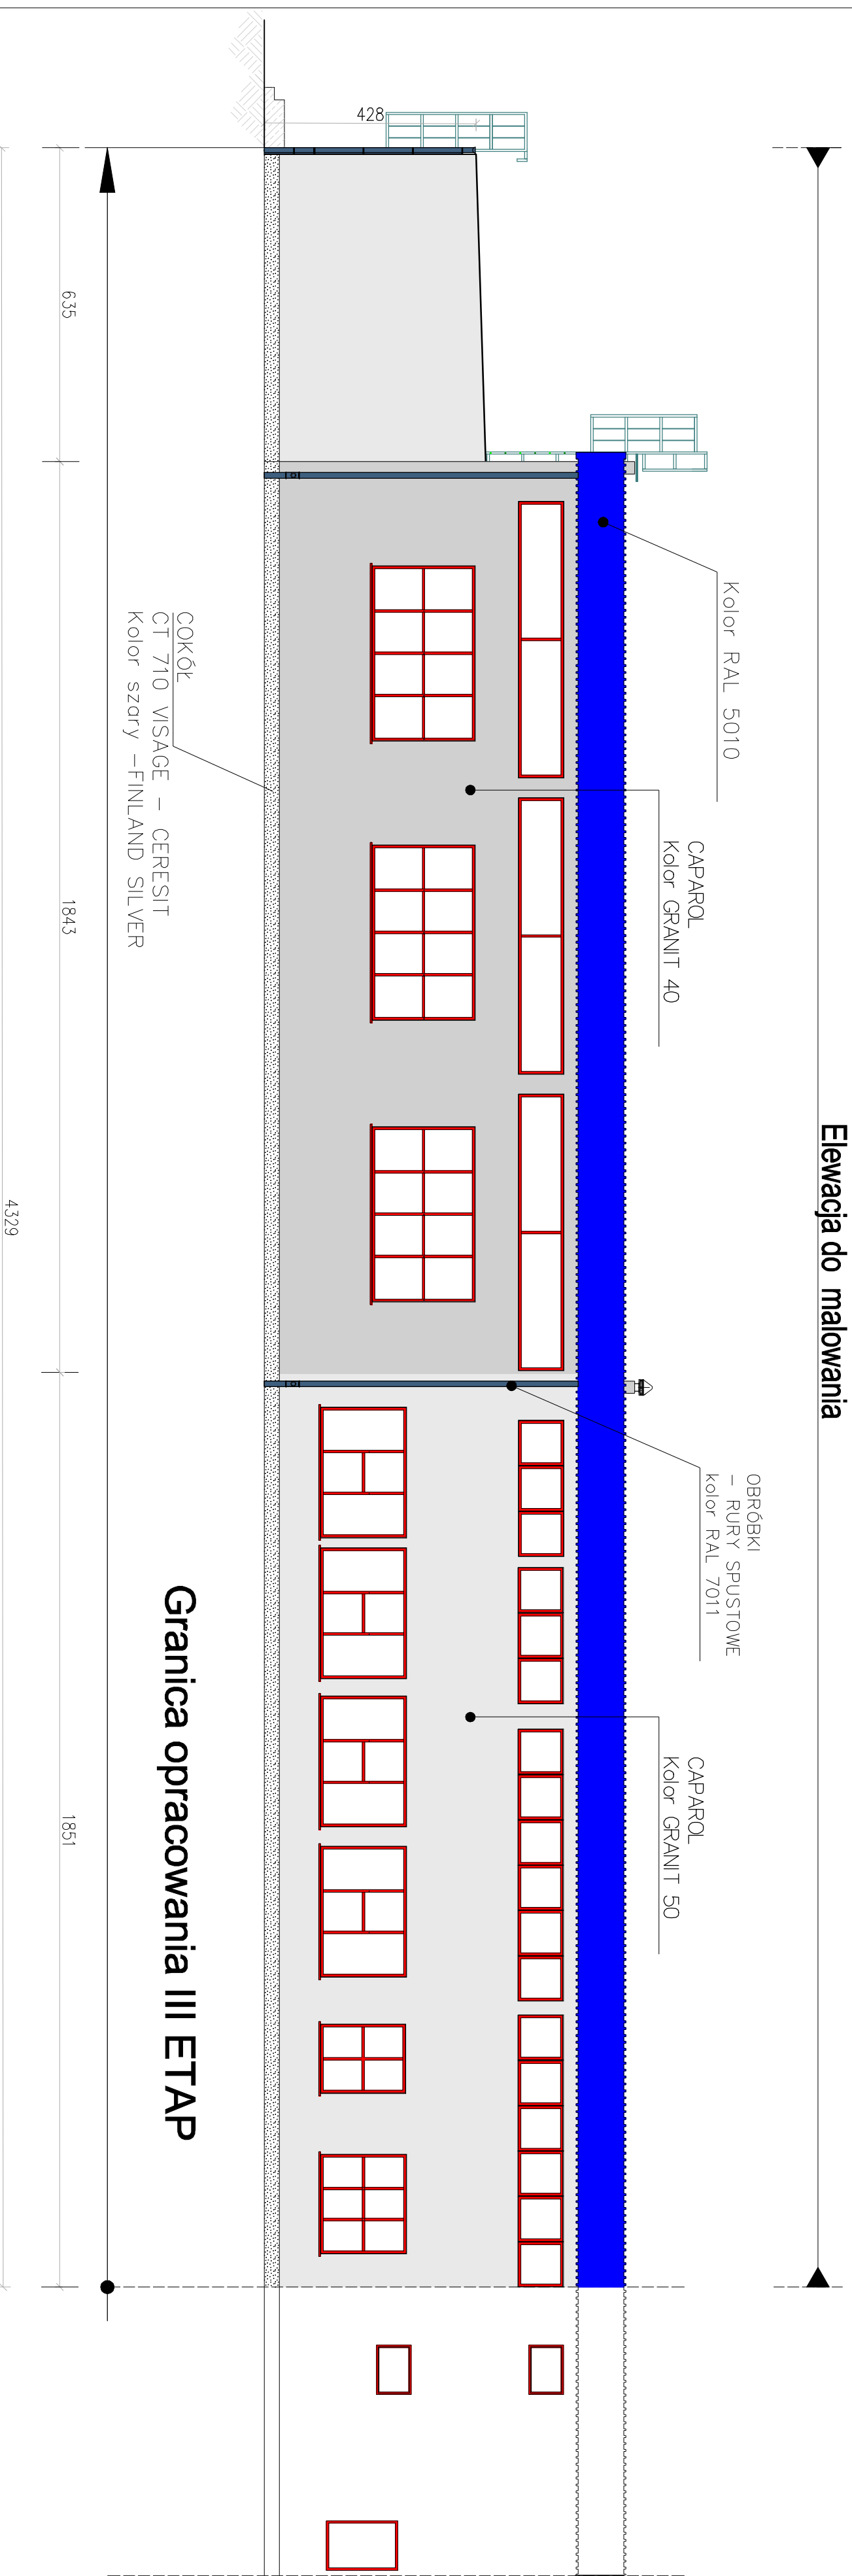 Elewacja do malowania
Kolor RAL 5010
CAPAROL
Kolor GRANIT 40
OBRÓBKI
- RURY SPUSTOWE
kolor RAL 7011
CAPAROL
Kolor GRANIT 50
428
COKÓŁ
CT 710 VISAGE - CERESIT
Kolor szary -FINLAND SILVER
Granica opracowania III ETAP
635
1843
1851
4329